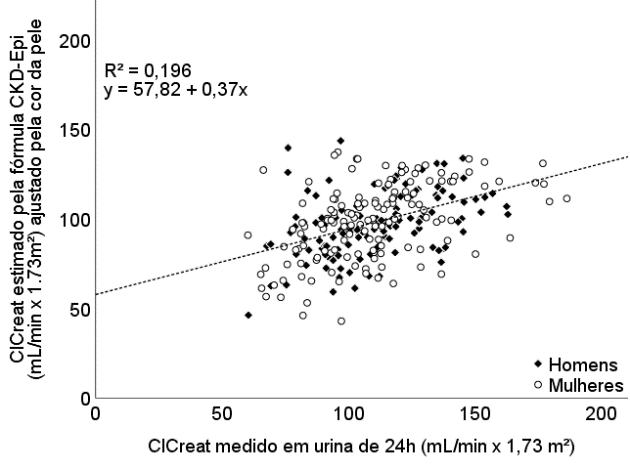 ClCreat estimado pela fórmula CKD-Epi
(mL/min x 1.73m²) ajustado pela cor da pele
200
150
100
50
0
R² = 0,196
y = 57,82 + 0,37x
Homens
Mulheres
0 50 100 150 200
ClCreat medido em urina de 24h (mL/min x 1,73 m²)